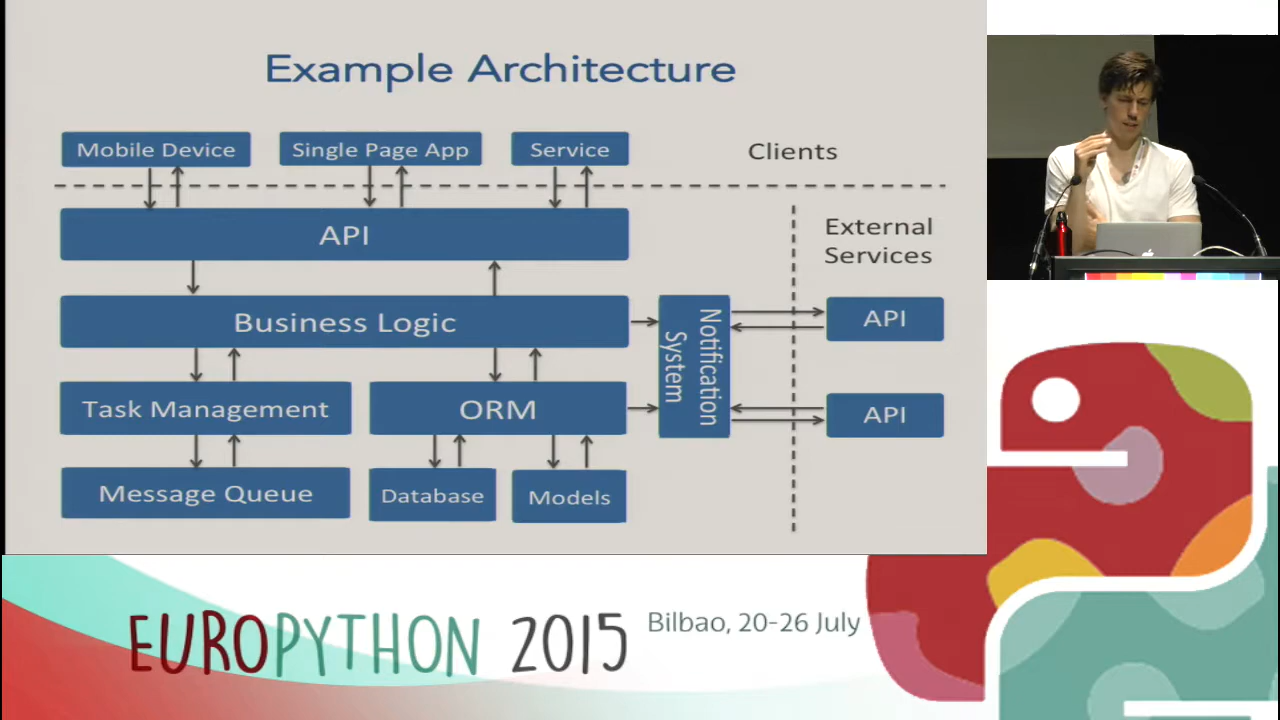 Example Architecture
Mobile Device
Single Page App
Service
Clients
API
External
Services
Business Logic
Notification
System
API
Task Management
ORM
API
Message Queue
Database
Models
EUROPYTHON 2015
Bilbao, 20-26 July